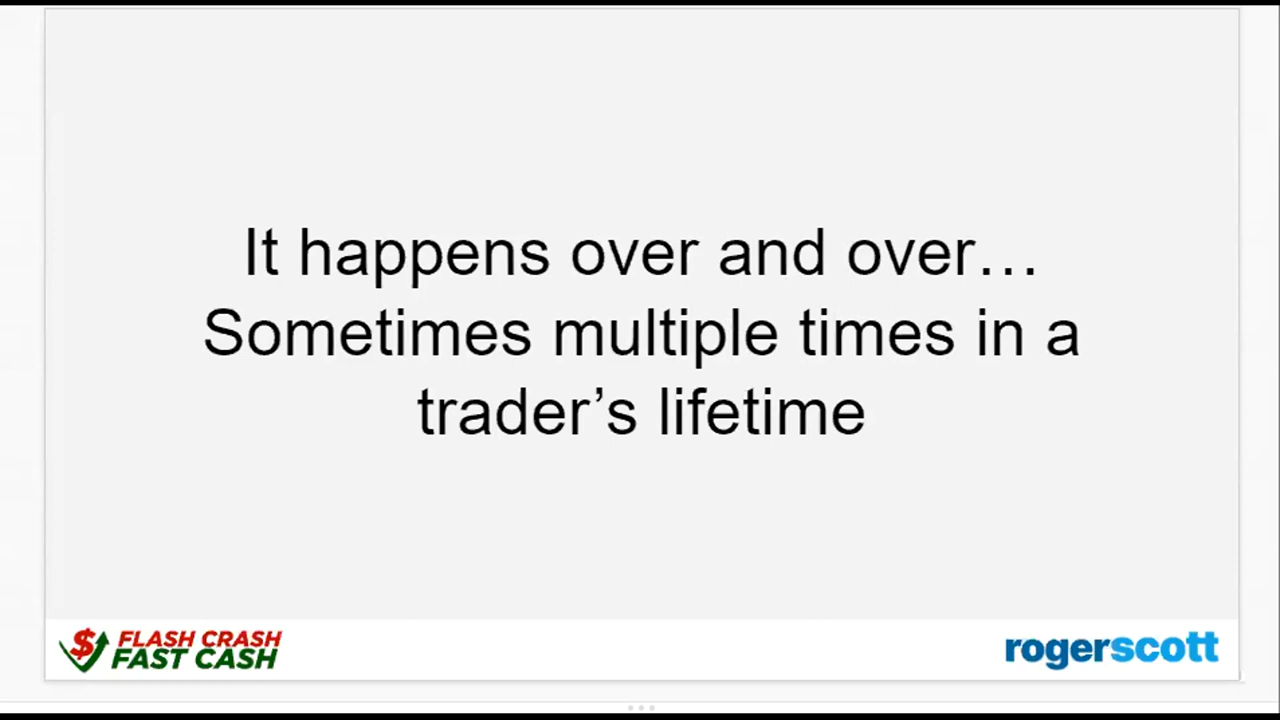 It happens over and over…
Sometimes multiple times in a
trader’s lifetime
$ FLASH CRASH
FAST CASH
rogerscott